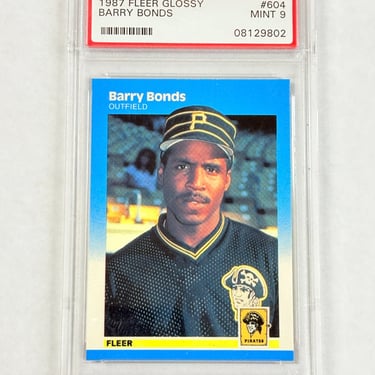 1987 FLEER GLOSSY #604
BARRY BONDS MINT 9
08129802
Barry Bonds
OUTFIELD
P
FLEER
PIRATES